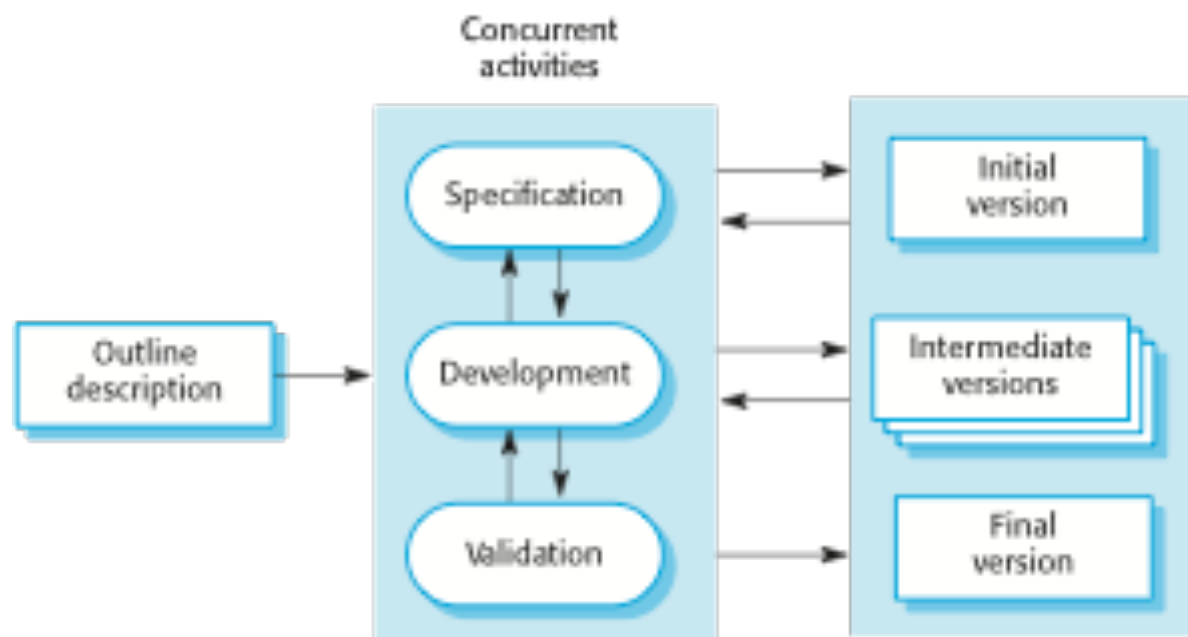 Concurrent
activities
Outline
description
Specification
Development
Validation
Initial
version
Intermediate
versions
Final
version